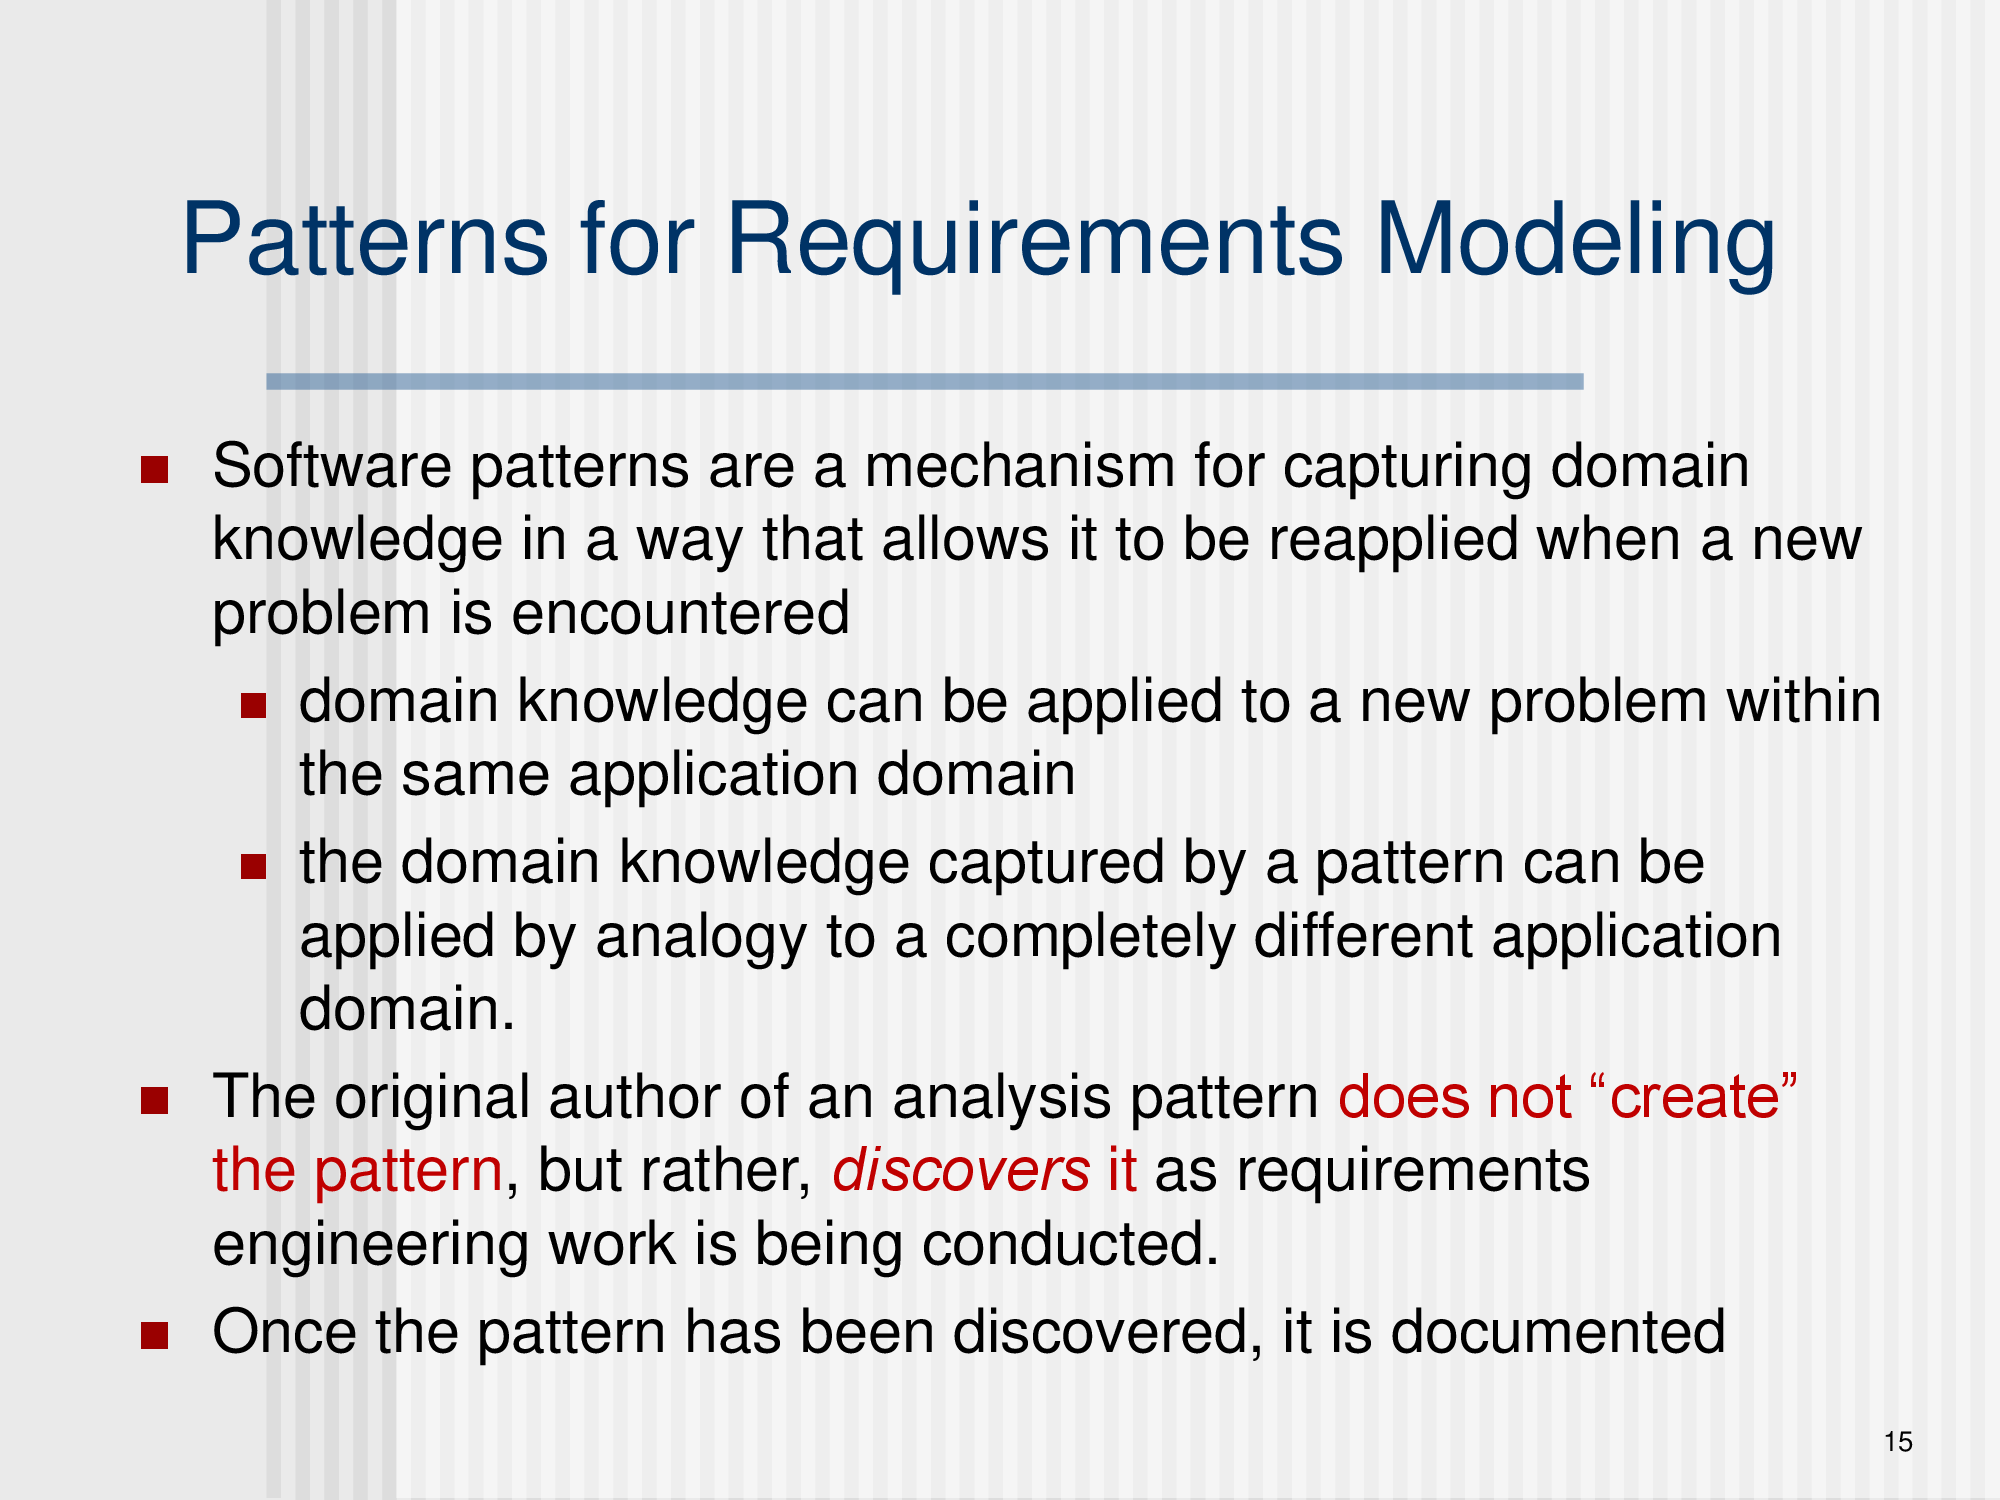 Patterns for Requirements Modeling
Software patterns are a mechanism for capturing domain
knowledge in a way that allows it to be reapplied when a new
problem is encountered
domain knowledge can be applied to a new problem within
the same application domain
the domain knowledge captured by a pattern can be
applied by analogy to a completely different application
domain.
The original author of an analysis pattern does not “create”
the pattern, but rather, discovers it as requirements
engineering work is being conducted.
Once the pattern has been discovered, it is documented
15